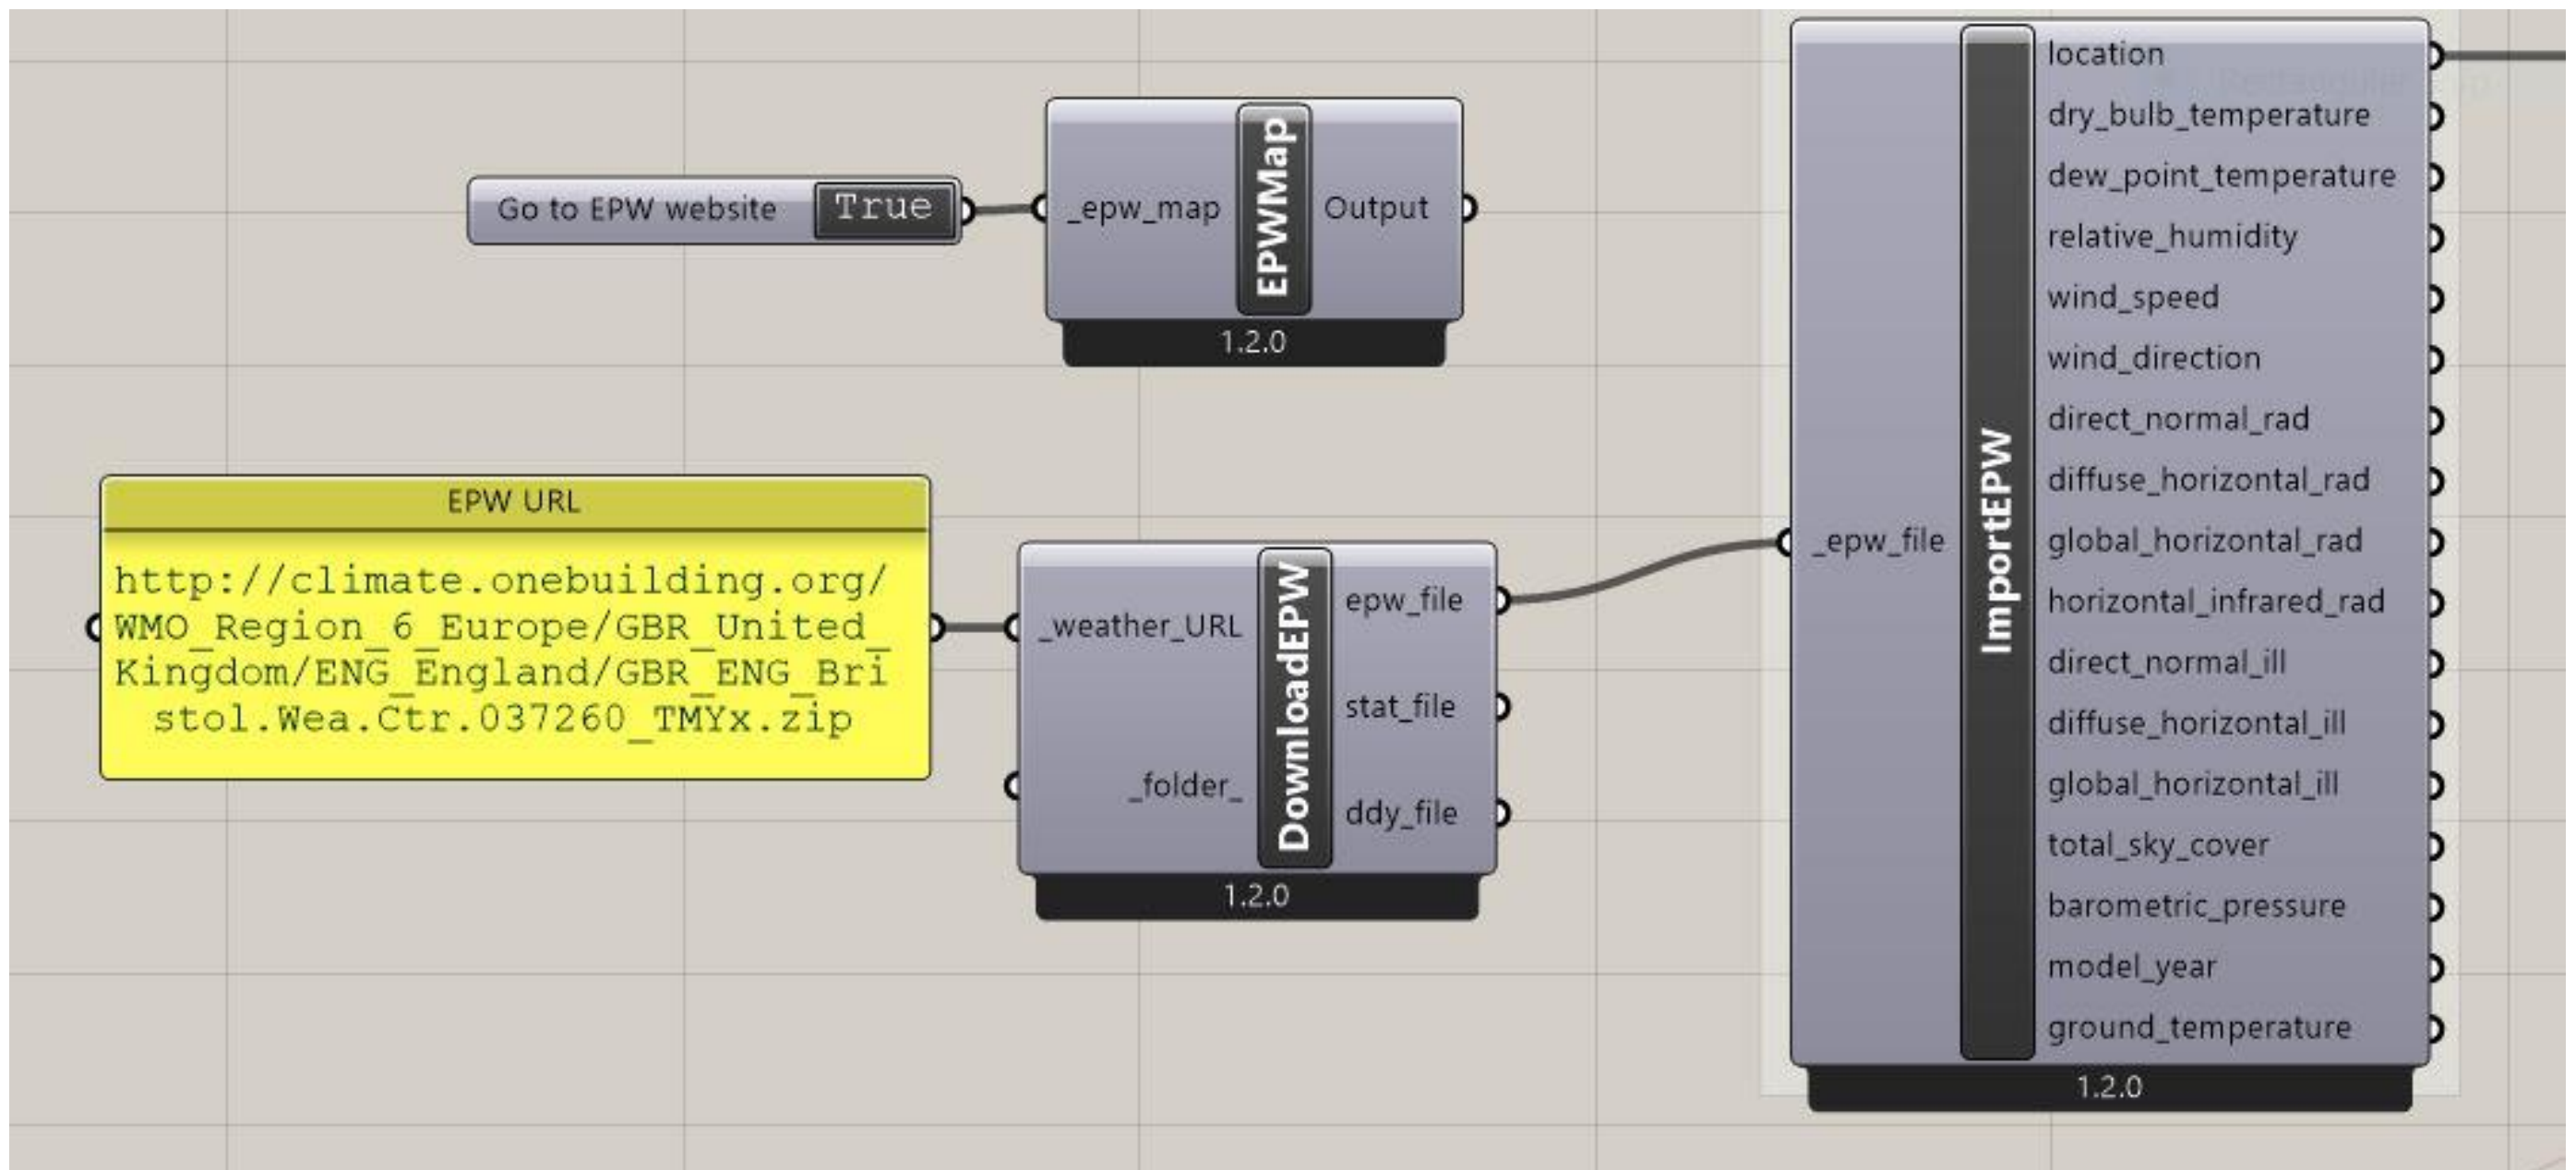 Go to EPW website
True
_epw_map
EPWMap
Output
1.2.0
EPW URL
http://climate.onebuilding.org/
WMO_Region_6_Europe/GBR_United_
Kingdom/ENG_England/GBR_ENG_Bri
stol.Wea.Ctr.037260_TMYx.zip
_weather_URL
_folder_
DownloadEPW
epw_file
stat_file
ddy_file
1.2.0
_epw_file
ImportEPW
location
dry_bulb_temperature
dew_point_temperature
relative_humidity
wind_speed
wind_direction
direct_normal_rad
diffuse_horizontal_rad
global_horizontal_rad
horizontal_infrared_rad
direct_normal_ill
diffuse_horizontal_ill
global_horizontal_ill
total_sky_cover
barometric_pressure
model_year
ground_temperature
1.2.0